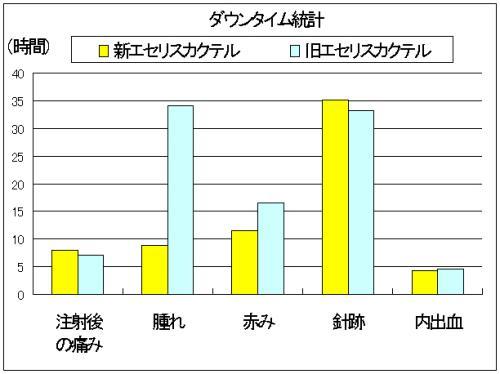 ダウンタイム統計
(時間)
新エセリスカクテル 旧エセリスカクテル
40
35
30
25
20
15
10
5
0
注射後
の痛み
腫れ
赤み
針跡
内出血